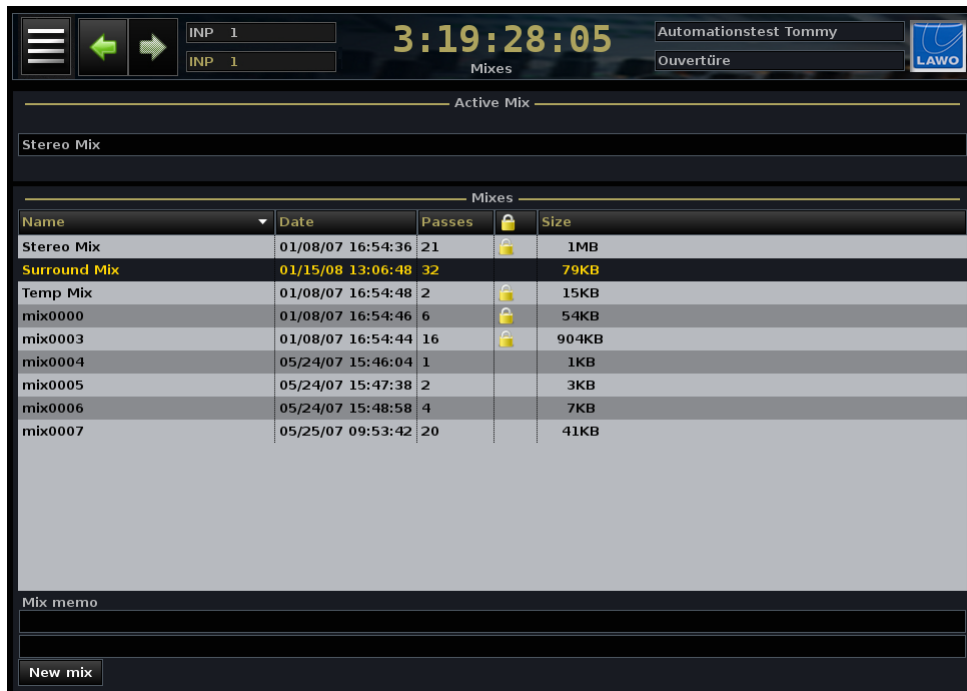 INP 1
INP 1
3:19:28:05
Mixes
Automationstest Tommy
Ouvertüre
LAWO
Active Mix
Stereo Mix
Mixes
Name Date Passes Size
Stereo Mix 01/08/07 16:54:36 21 1MB
Surround Mix 01/15/08 13:06:48 32 79KB
Temp Mix 01/08/07 16:54:48 2 15KB
mix0000 01/08/07 16:54:46 6 54KB
mix0003 01/08/07 16:54:44 16 904KB
mix0004 05/24/07 15:46:04 1 1KB
mix0005 05/24/07 15:47:38 2 3KB
mix0006 05/24/07 15:48:58 4 7KB
mix0007 05/25/07 09:53:42 20 41KB
Mix memo
New mix